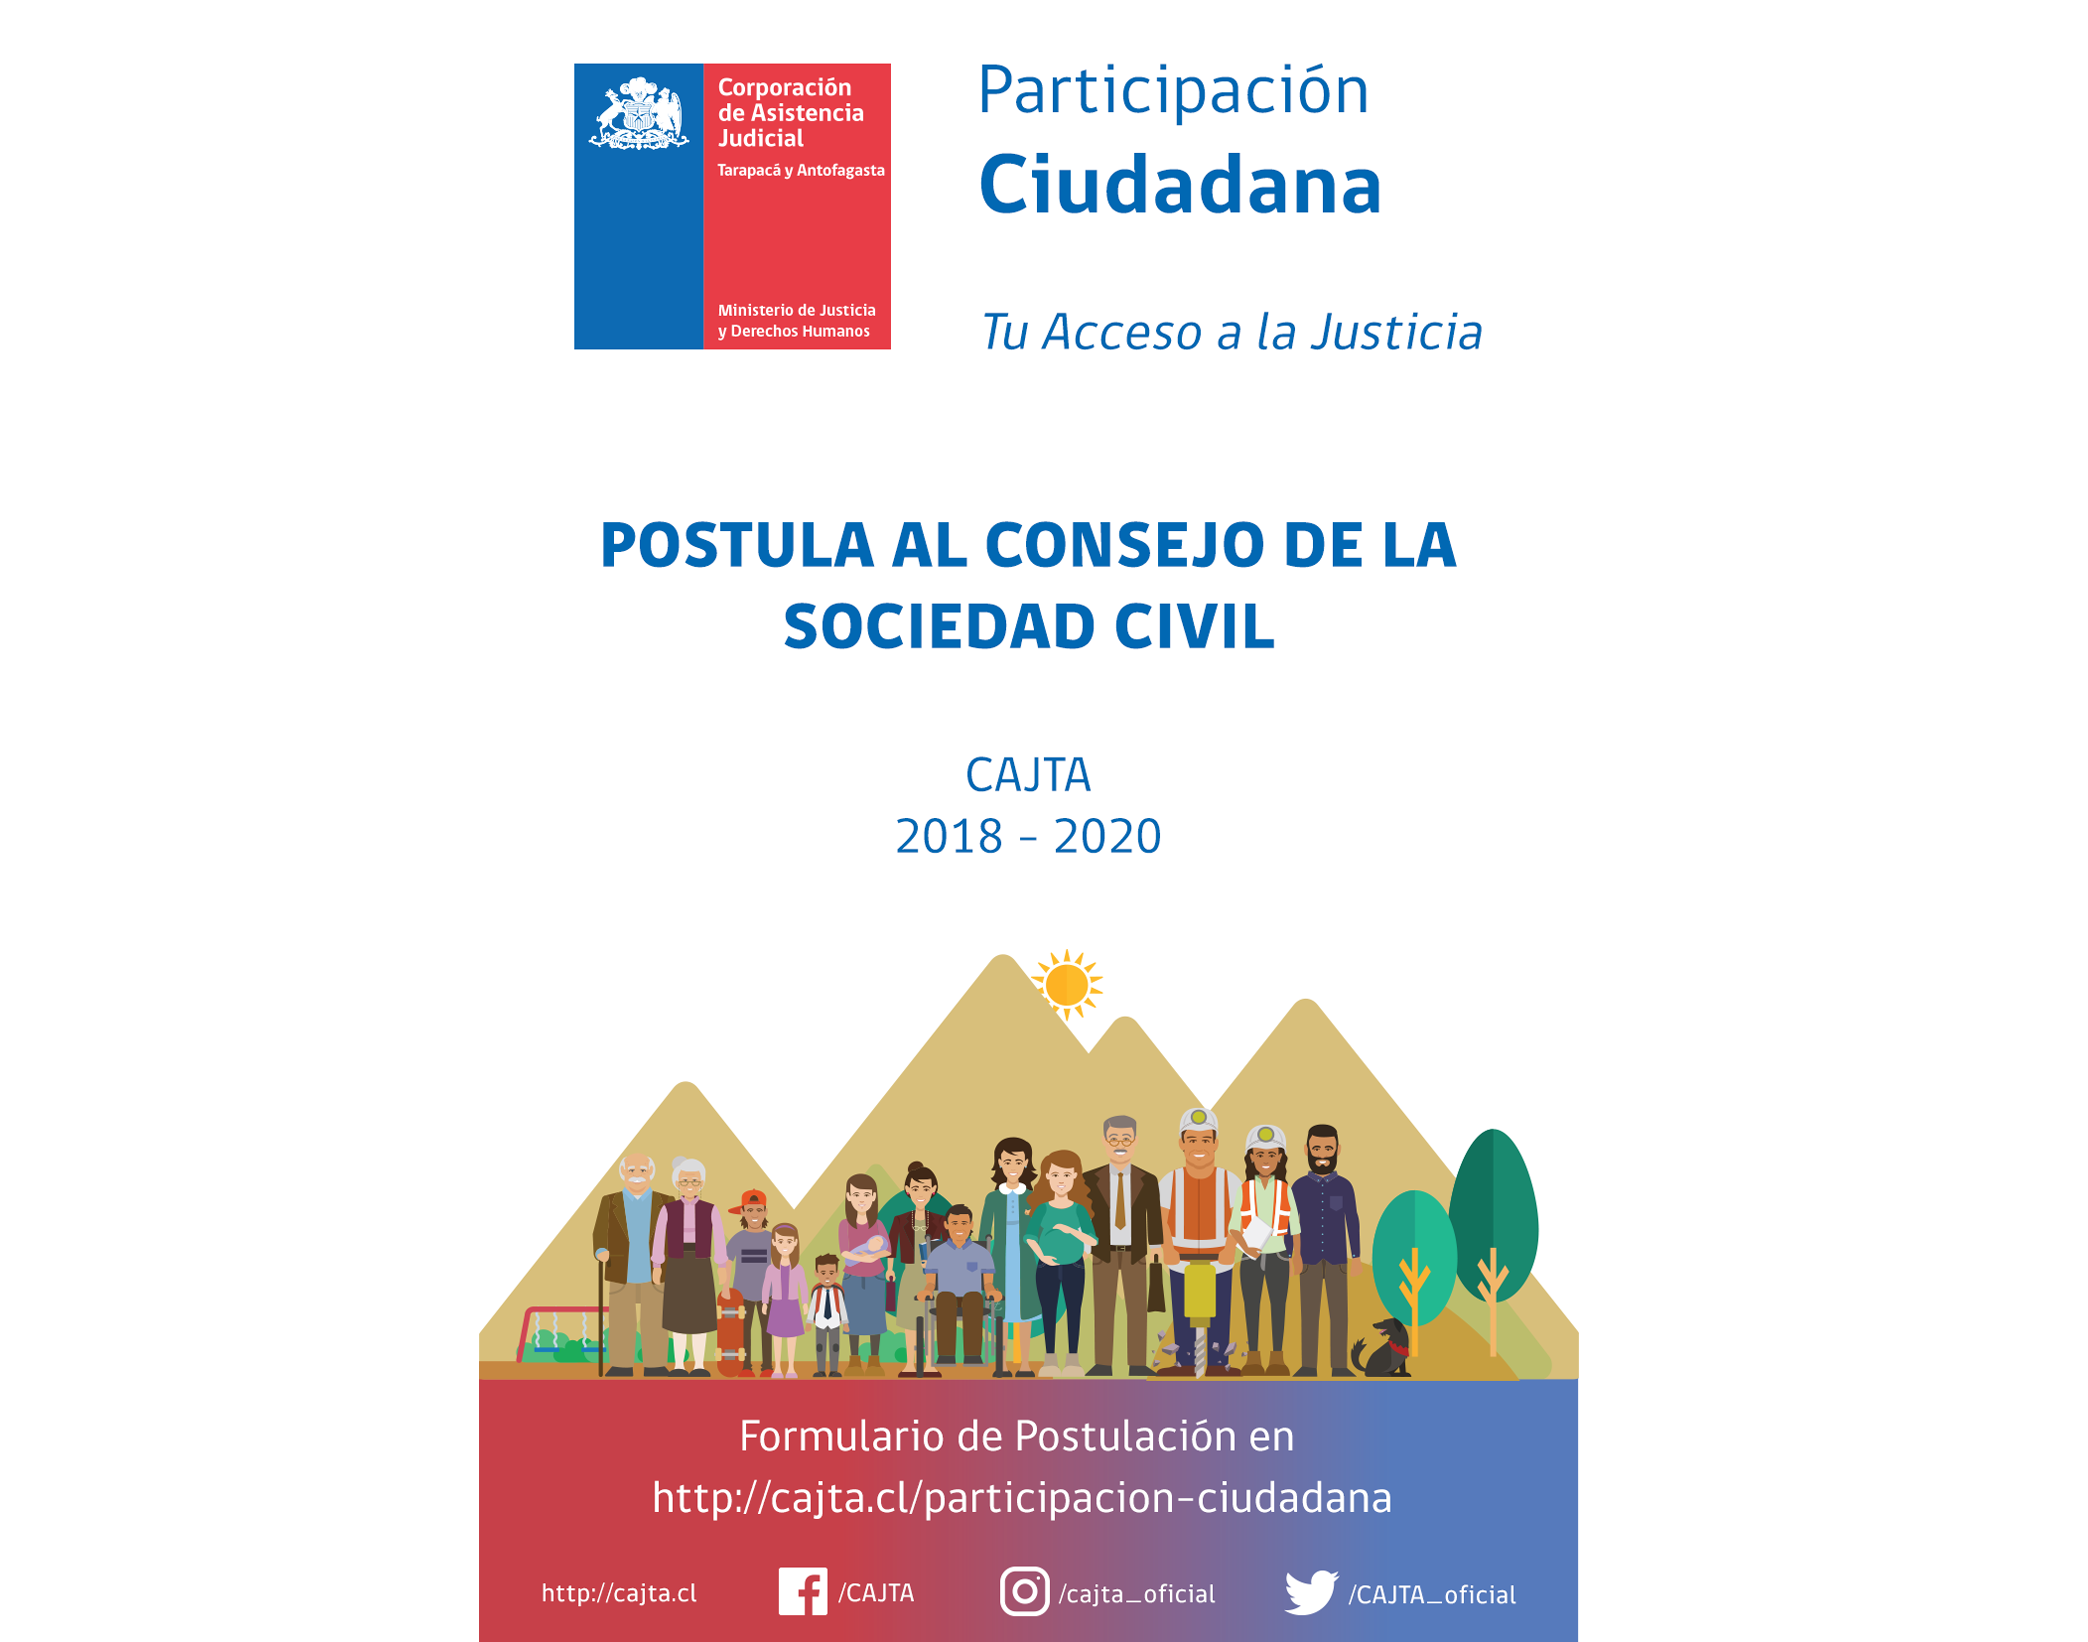 Corporación
de Asistencia
Judicial
Tarapacá y Antofagasta
Ministerio de Justicia
y Derechos Humanos
Participación
Ciudadana
Tu Acceso a la Justicia
POSTULA AL CONSEJO DE LA
SOCIEDAD CIVIL
CAJTA
2018 - 2020
Formulario de Postulación en
http://cajta.cl/participacion-ciudadana
http://cajta.cl
/CAJTA
/cajta_oficial
/CAJTA_oficial